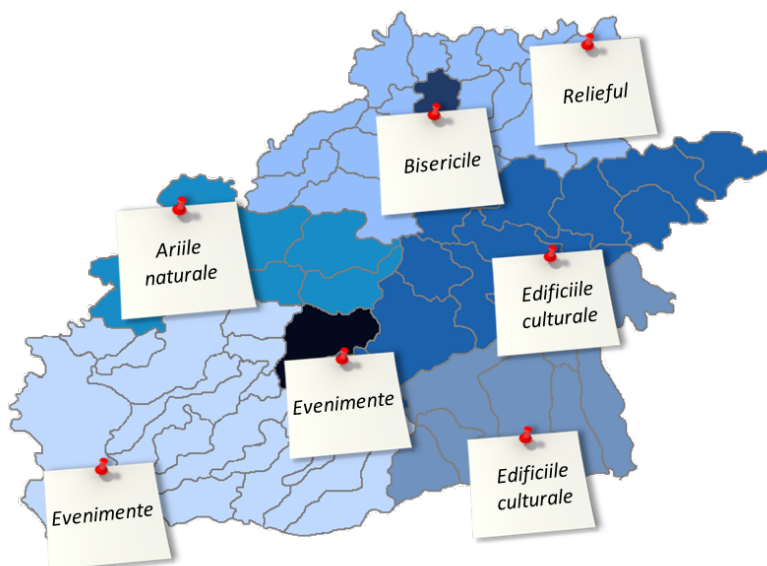 Relieful
Bisericile
Ariile
naturale
Edificiile
culturale
Evenimente
Edificiile
culturale
Evenimente